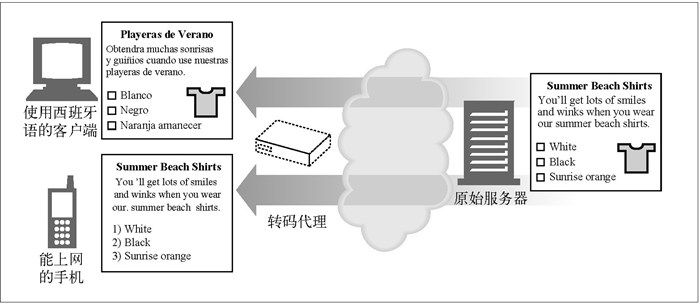 Playeras de Verano
Obtendra muchas sonrisas
y guiñios cuando use nuestras
playeras de verano.
Blanco
Negro
Naranja amanecer
使用西班牙
语的客户端
Summer Beach Shirts
You 'll get lots of smiles
and winks when you wear
our. summer beach shirts.
1) White
2) Black
3) Sunrise orange
能上网
的手机
转码代理
原始服务器
Summer Beach Shirts
You'll get lots of smiles
and winks when you wear
our summer beach shirts.
White
Black
Sunrise orange